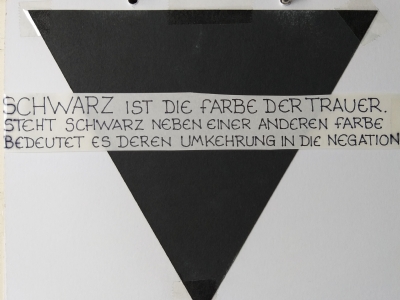 SCHWARZ IST DIE FARBE DER TRAUER.
STEHT SCHWARZ NEBEN EINER ANDEREN FARBE
BEDEUTET ES DEREN UMKEHRUNG IN DIE NEGATION